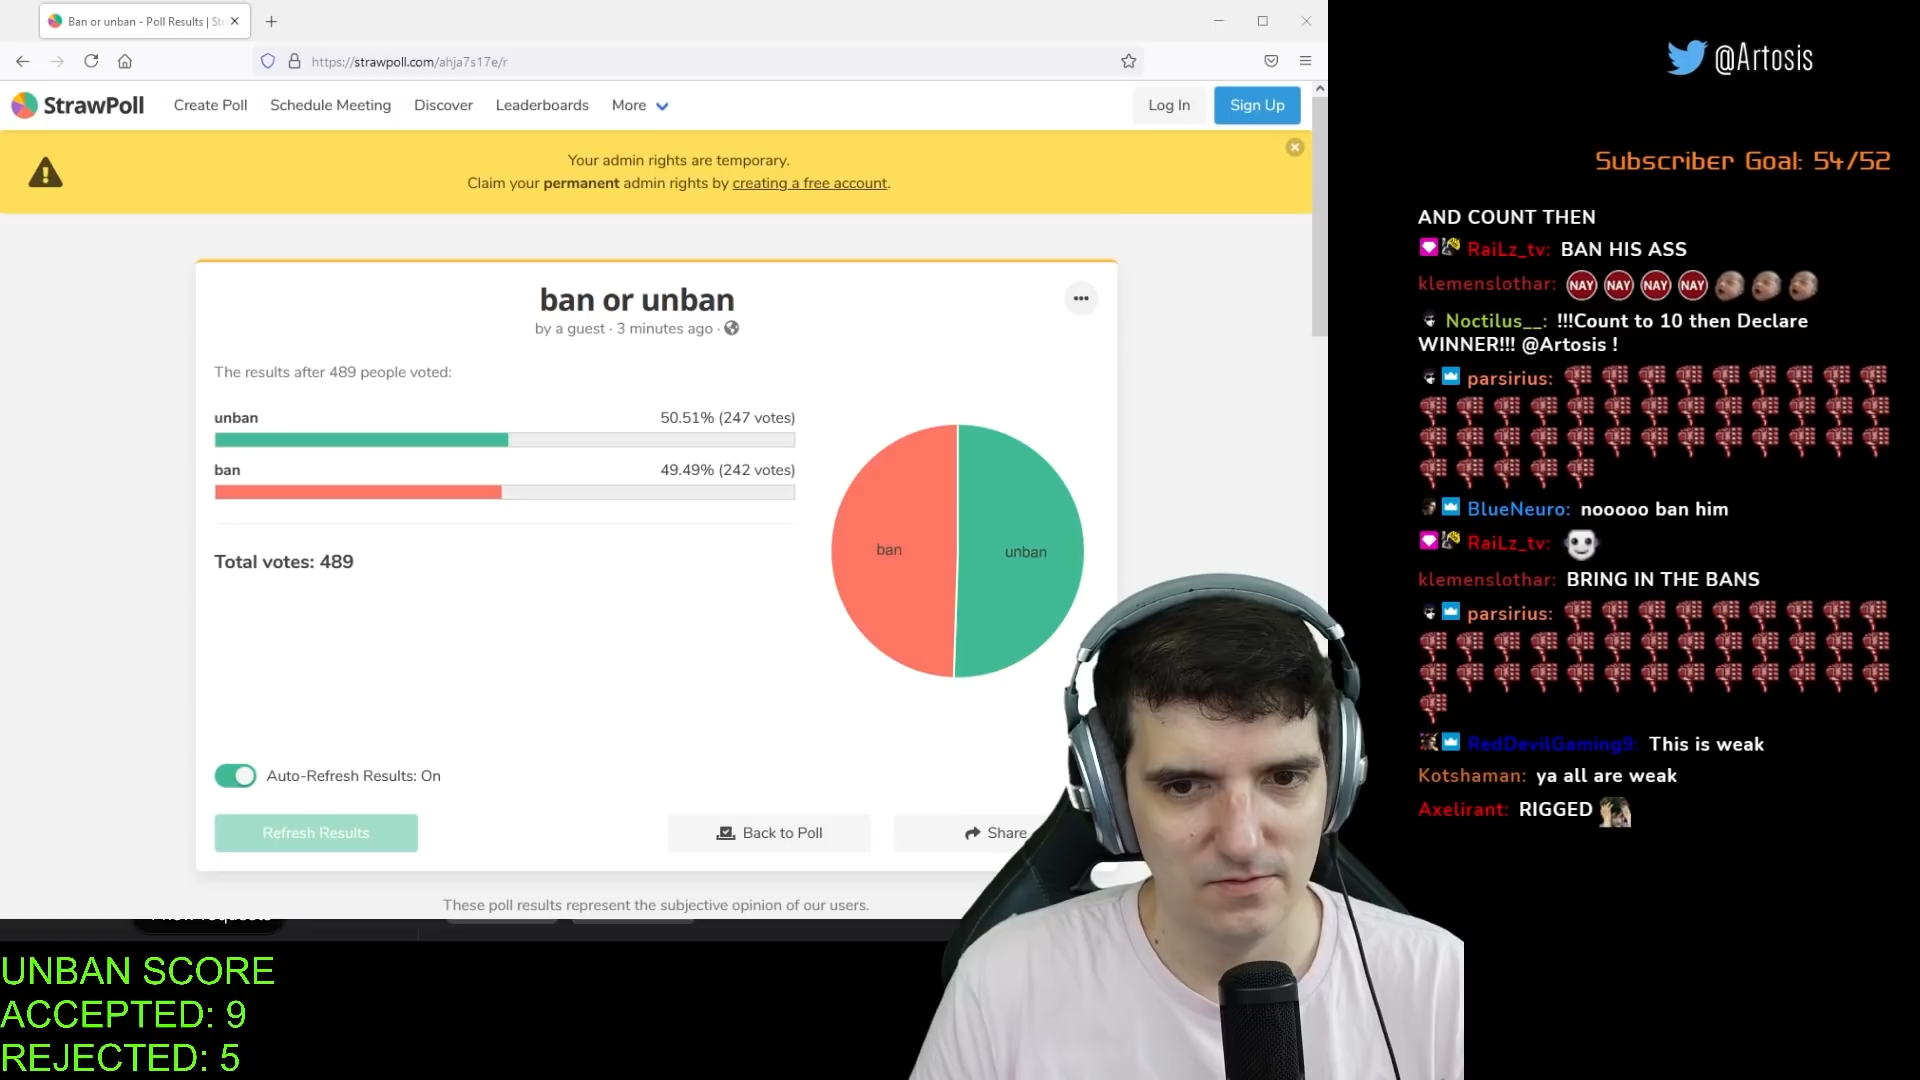 Ban or unban - Poll Results | St
https://strawpoll.com/ahja7s17e/r
StrawPoll
Create Poll
Schedule Meeting
Discover
Leaderboards
More
Log In
Sign Up
Your admin rights are temporary.
Claim your permanent admin rights by creating a free account.
ban or unban
by a guest · 3 minutes ago ·
The results after 489 people voted:
unban 50.51% (247 votes)
ban 49.49% (242 votes)
Total votes: 489
ban
unban
Auto-Refresh Results: On
Refresh Results
Back to Poll
Share
These poll results represent the subjective opinion of our users.
UNBAN SCORE
ACCEPTED: 9
REJECTED: 5
@Artosis
Subscriber Goal: 54/52
AND COUNT THEN
RaiLz_tv: BAN HIS ASS
klemenslothar: NAY NAY NAY NAY
Noctilus__: !!!Count to 10 then Declare
WINNER!!! @Artosis !
parsirius:
BlueNeuro: nooooo ban him
RaiLz_tv:
klemenslothar: BRING IN THE BANS
parsirius:
RedDevilGaming9: This is weak
Kotshaman: ya all are weak
Axelirant: RIGGED